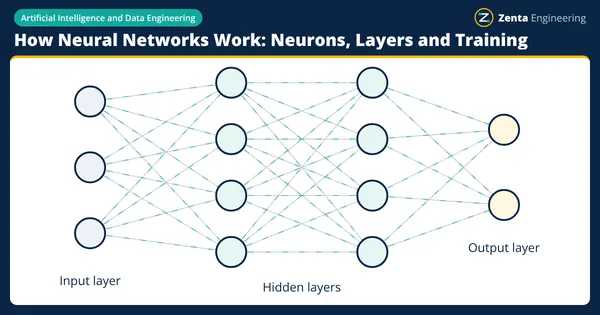 Artificial Intelligence and Data Engineering
Zenta Engineering
How Neural Networks Work: Neurons, Layers and Training
Input layer
Hidden layers
Output layer